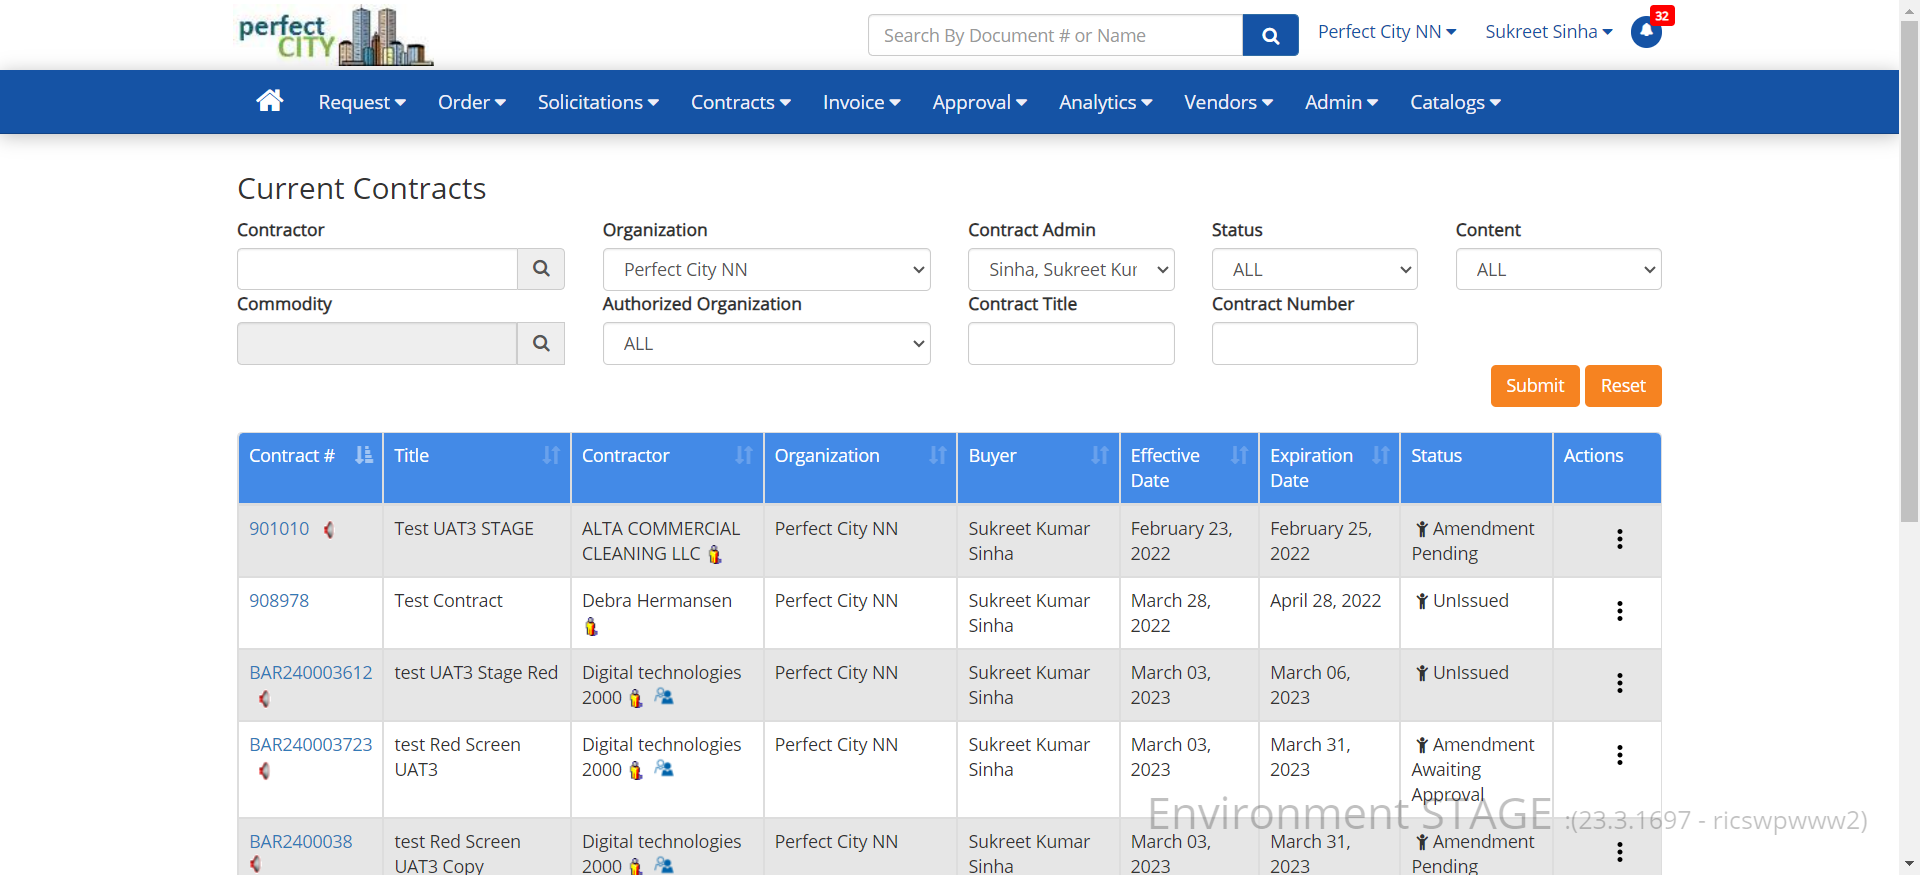 perfect
CITY
Search By Document # or Name
Perfect City NN
Sukreet Sinha
32
Request
Order
Solicitations
Contracts
Invoice
Approval
Analytics
Vendors
Admin
Catalogs
Current Contracts
Contractor
Organization
Contract Admin
Status
Content
Perfect City NN
Sinha, Sukreet Kur
ALL
ALL
Commodity
Authorized Organization
Contract Title
Contract Number
ALL
Submit
Reset
Contract #
Title
Contractor
Organization
Buyer
Effective
Date
Expiration
Date
Status
Actions
901010
Test UAT3 STAGE
ALTA COMMERCIAL
CLEANING LLC
Perfect City NN
Sukreet Kumar
Sinha
February 23,
2022
February 25,
2022
Amendment
Pending
908978
Test Contract
Debra Hermansen
Perfect City NN
Sukreet Kumar
Sinha
March 28,
2022
April 28, 2022
UnIssued
BAR240003612
test UAT3 Stage Red
Digital technologies
2000
Perfect City NN
Sukreet Kumar
Sinha
March 03,
2023
March 06,
2023
UnIssued
BAR240003723
test Red Screen
UAT3
Digital technologies
2000
Perfect City NN
Sukreet Kumar
Sinha
March 03,
2023
March 31,
2023
Amendment
Awaiting
Approval
BAR2400038
test Red Screen
UAT3 Copy
Digital technologies
2000
Perfect City NN
Sukreet Kumar
Sinha
March 03,
2023
March 31,
2023
Amendment
Pending
Environment STAGE :(23.3.1697 - ricswpwww2)